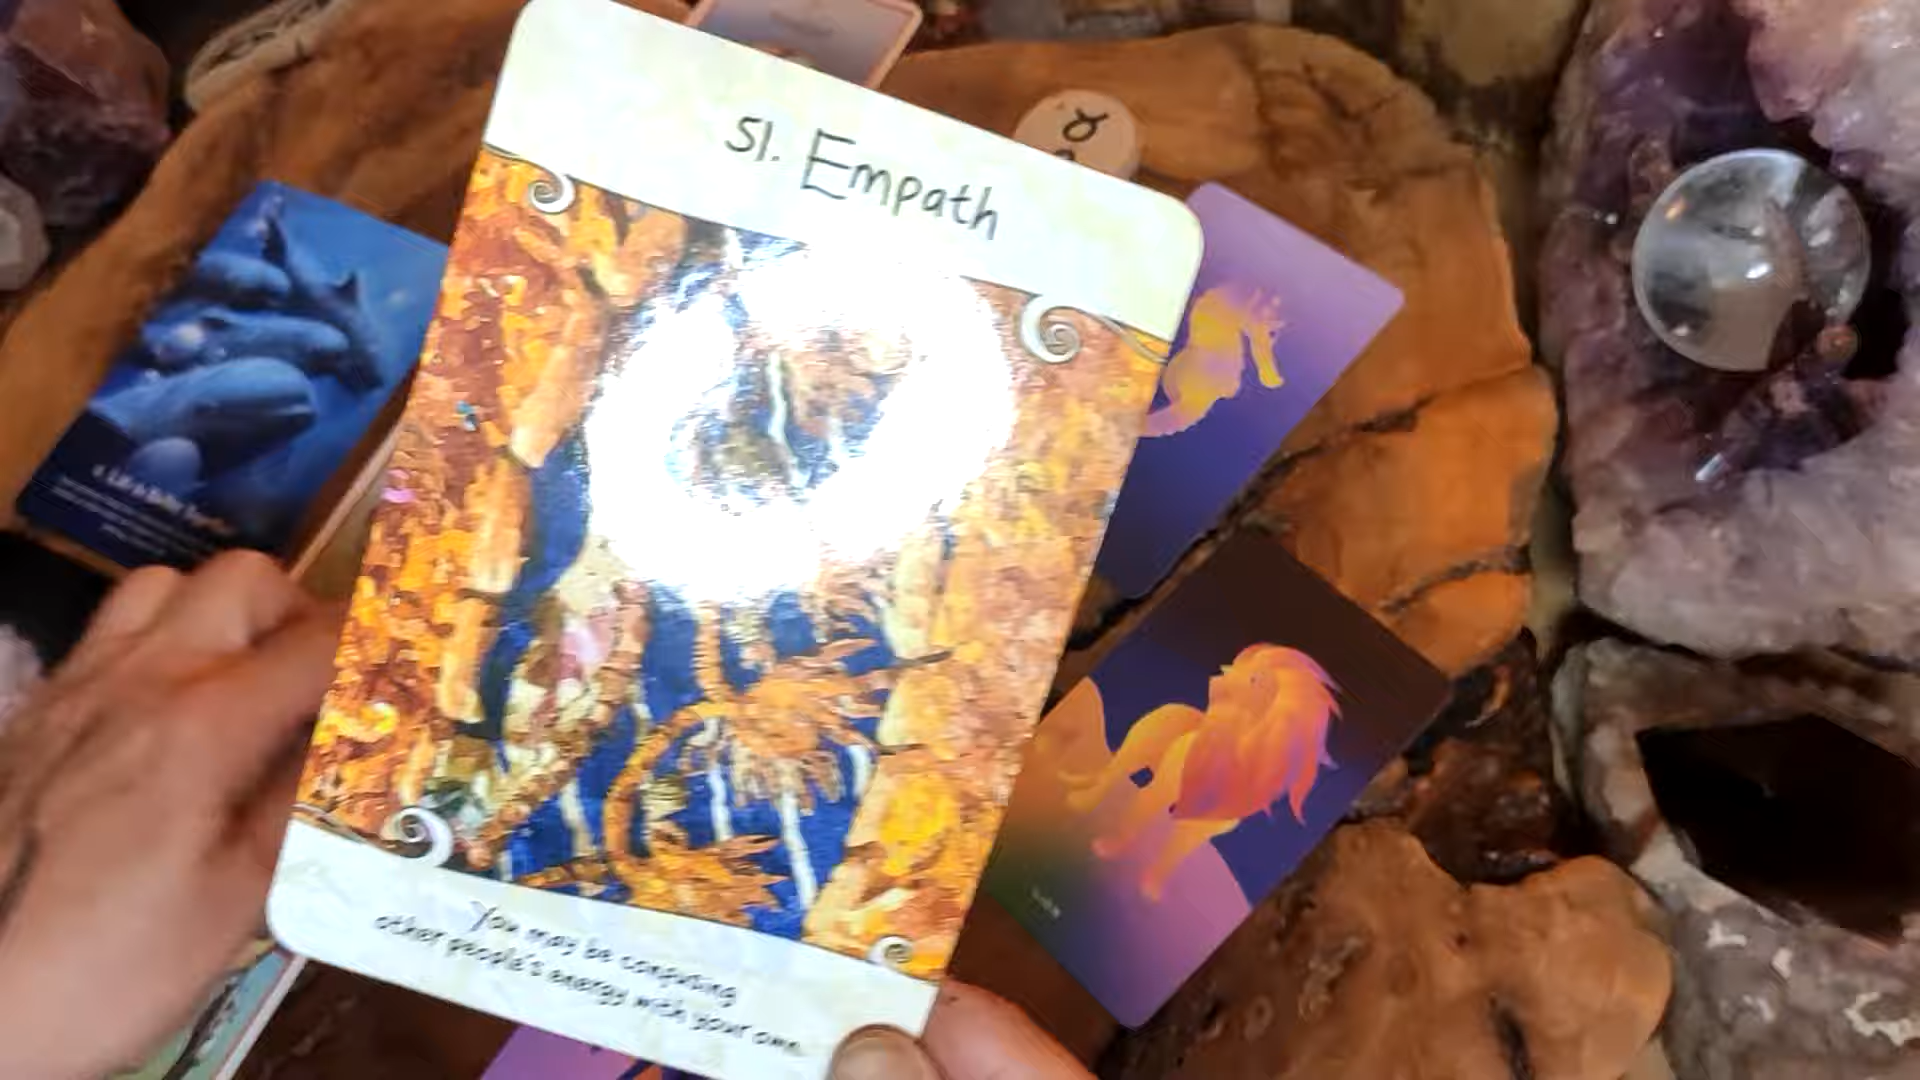 51. Empath
You may be confusing
other people's energy with your own.
♉